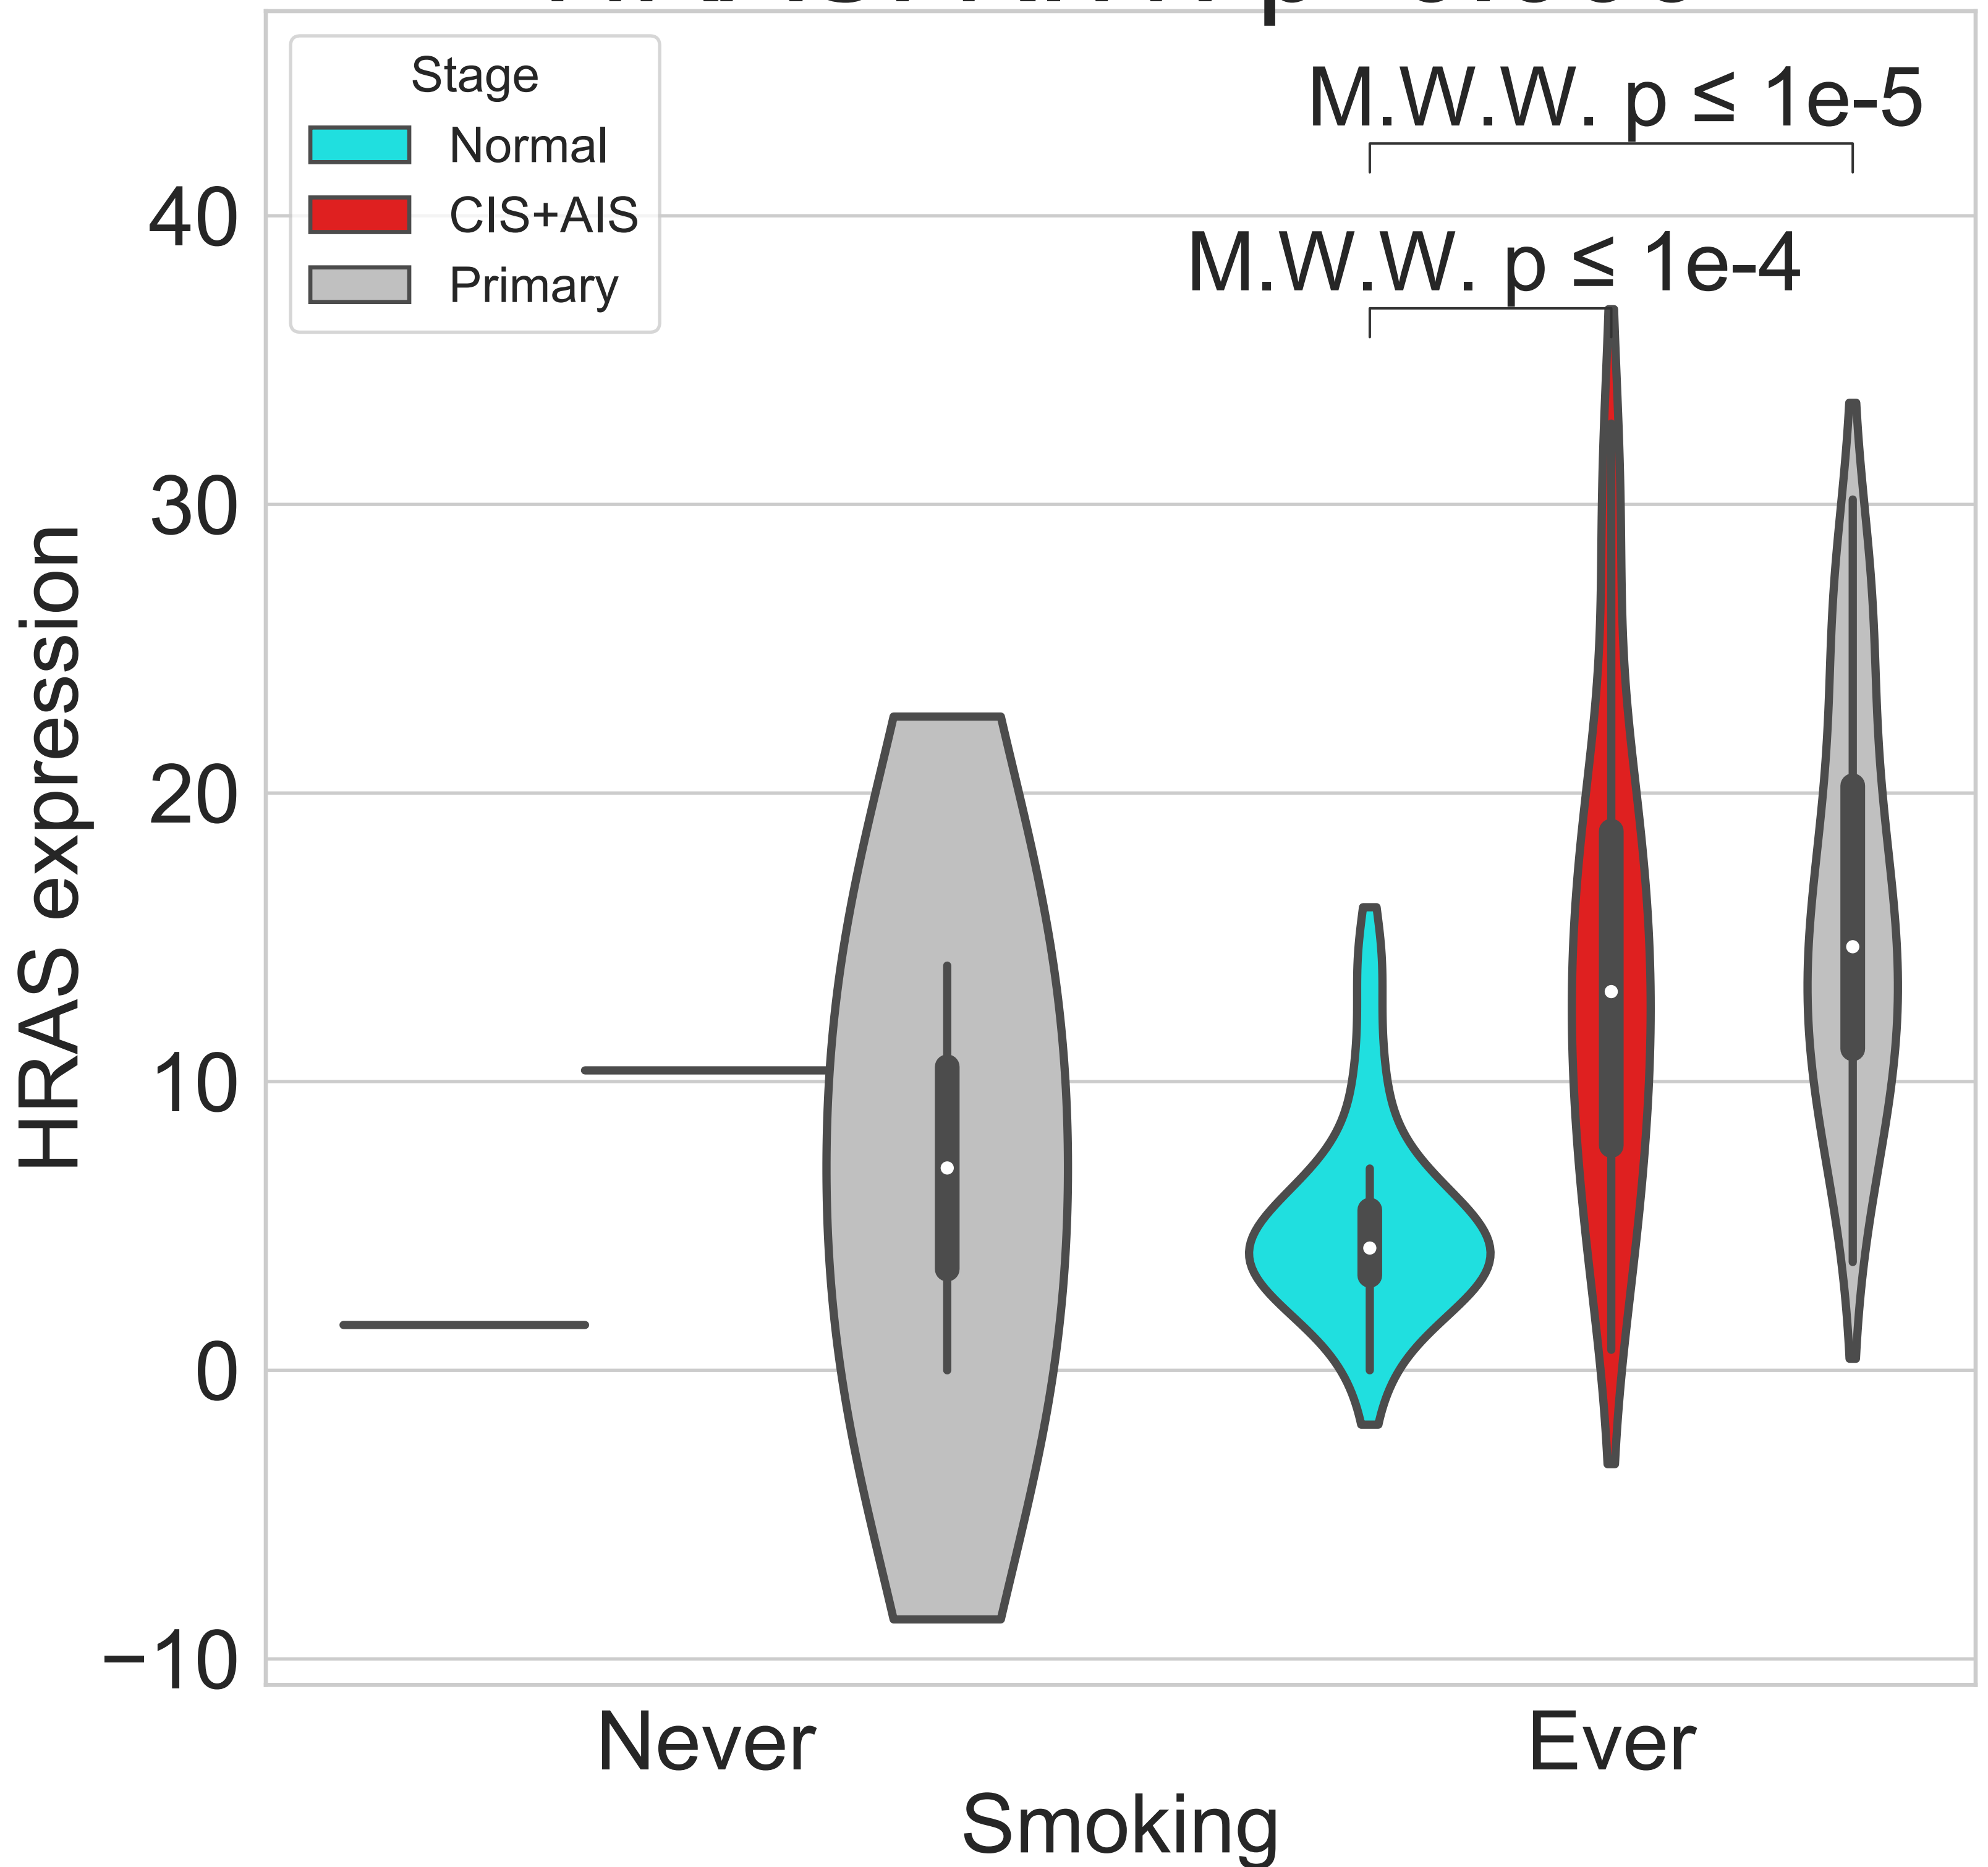 M.W.W. p ≤ 1e-5
M.W.W. p ≤ 1e-4
Stage
Normal
CIS+AIS
Primary
40
30
20
10
0
−10
HRAS expression
Never
Ever
Smoking